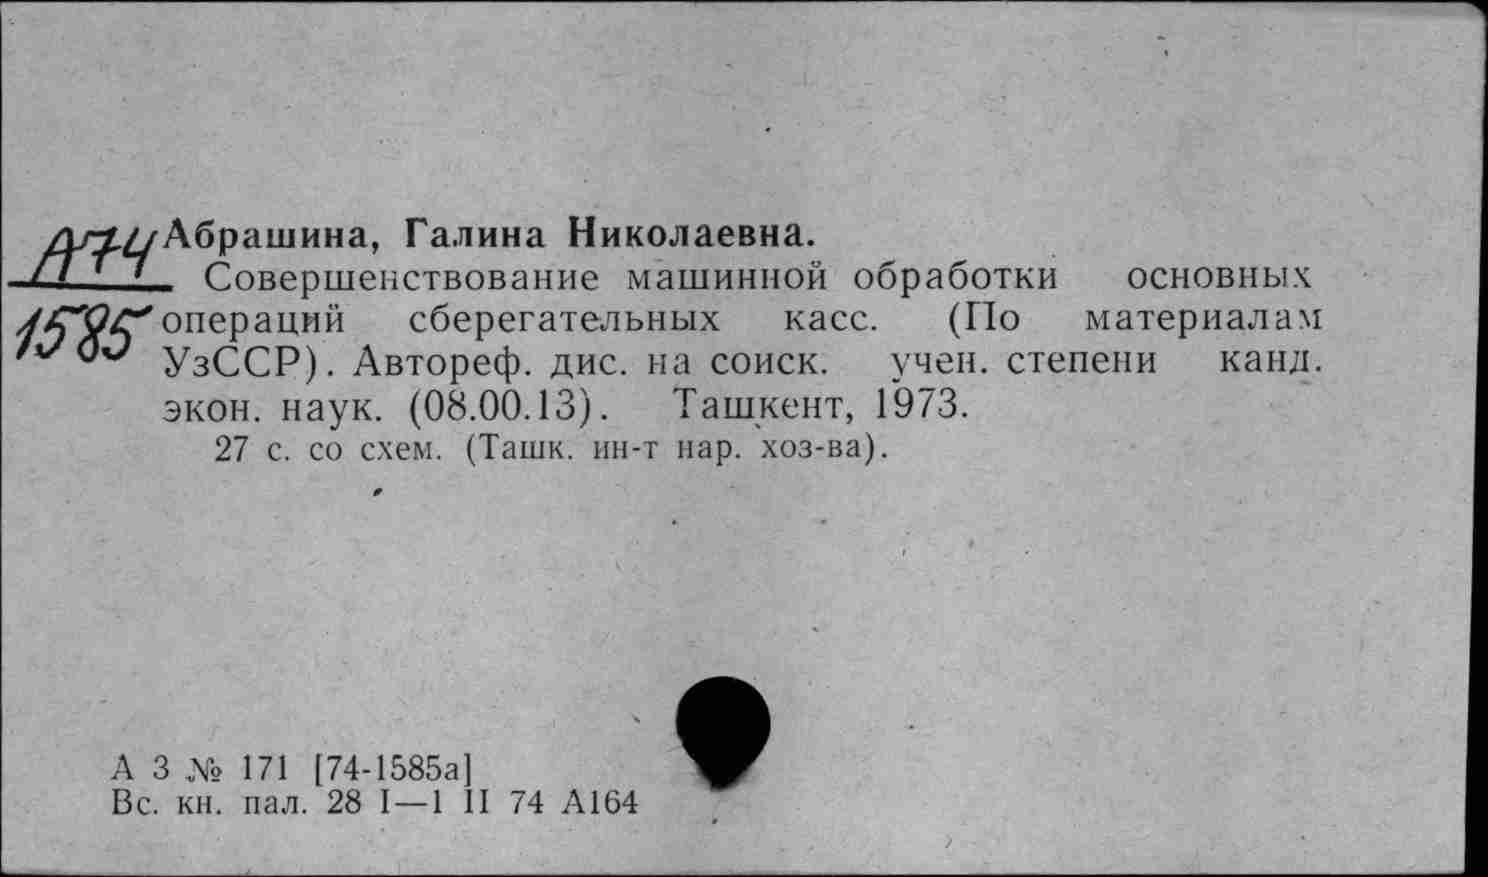 А74
1585
Абрашина, Галина Николаевна.
Совершенствование машинной обработки основных
операций сберегательных касс. (По материалам
УзССР). Автореф. дис. на соиск. учен. степени канд.
экон. наук. (08.00.13). Ташкент, 1973.
27 с. со схем. (Ташк. ин-т нар. хоз-ва).
А 3 № 171 [74-1585а]
Вс. кн. пал. 28 I—1 II 74 А164